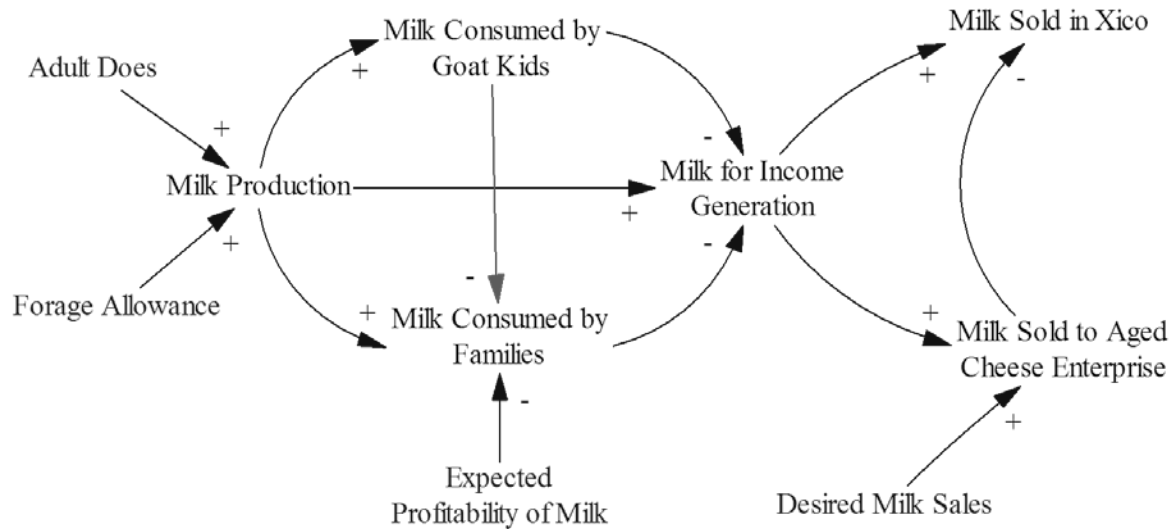 Milk Consumed by
Goat Kids
Milk Sold in Xico
Adult Does
+
+
-
+
-
Milk Production
+
Milk for Income
Generation
+
-
Forage Allowance
-
+
Milk Consumed by
Families
+
Milk Sold to Aged
Cheese Enterprise
-
+
Expected
Profitability of Milk
Desired Milk Sales